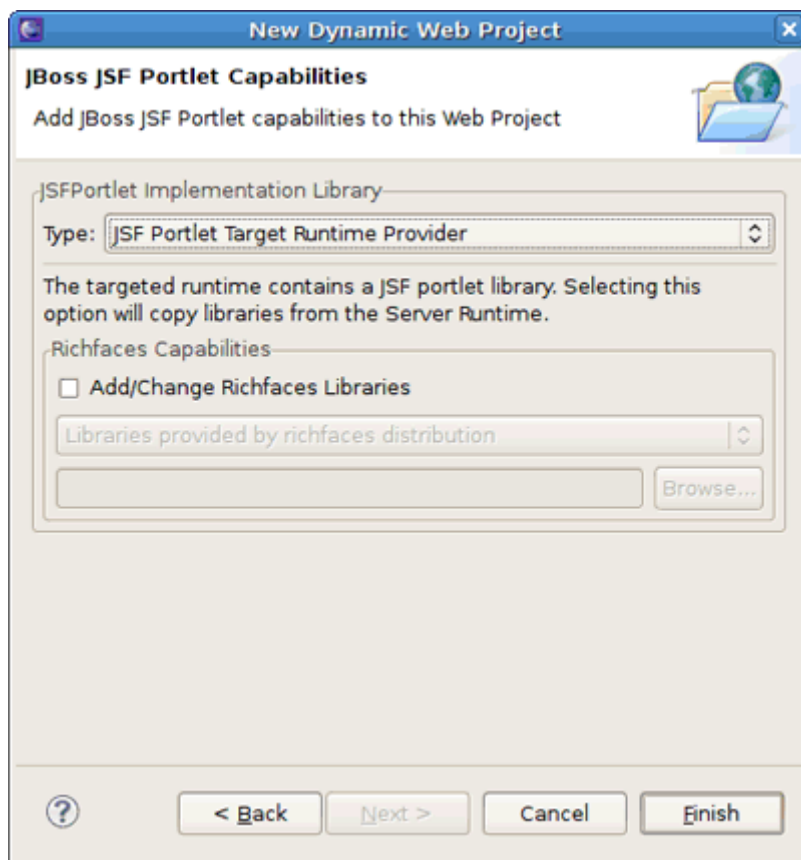 New Dynamic Web Project
JBoss JSF Portlet Capabilities
Add JBoss JSF Portlet capabilities to this Web Project
JSFPortlet Implementation Library
Type: JSF Portlet Target Runtime Provider
The targeted runtime contains a JSF portlet library. Selecting this
option will copy libraries from the Server Runtime.
Richfaces Capabilities
Add/Change Richfaces Libraries
Libraries provided by richfaces distribution
Browse...
? < Back Next > Cancel Finish